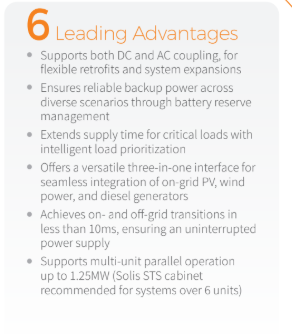 6 Leading Advantages
• Supports both DC and AC coupling, for
flexible retrofits and system expansions
• Ensures reliable backup power across
diverse scenarios through battery reserve
management
• Extends supply time for critical loads with
intelligent load prioritization
• Offers a versatile three-in-one interface for
seamless integration of on-grid PV, wind
power, and diesel generators
• Achieves on- and off-grid transitions in
less than 10ms, ensuring an uninterrupted
power supply
• Supports multi-unit parallel operation
up to 1.25MW (Solis STS cabinet
recommended for systems over 6 units)